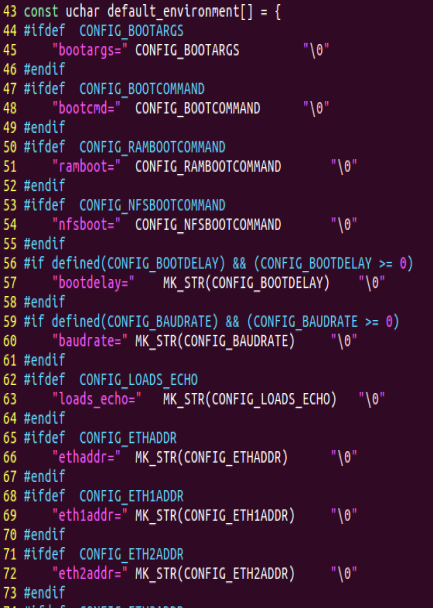 43 const uchar default_environment[] = {
44 #ifdef  CONFIG_BOOTARGS
45     "bootargs=" CONFIG_BOOTARGS         "\0"
46 #endif
47 #ifdef  CONFIG_BOOTCOMMAND
48     "bootcmd="  CONFIG_BOOTCOMMAND      "\0"
49 #endif
50 #ifdef  CONFIG_RAMBOOTCOMMAND
51     "ramboot="  CONFIG_RAMBOOTCOMMAND       "\0"
52 #endif
53 #ifdef  CONFIG_NFSBOOTCOMMAND
54     "nfsboot="  CONFIG_NFSBOOTCOMMAND       "\0"
55 #endif
56 #if defined(CONFIG_BOOTDELAY) && (CONFIG_BOOTDELAY >= 0)
57     "bootdelay="    MK_STR(CONFIG_BOOTDELAY)    "\0"
58 #endif
59 #if defined(CONFIG_BAUDRATE) && (CONFIG_BAUDRATE >= 0)
60     "baudrate=" MK_STR(CONFIG_BAUDRATE)     "\0"
61 #endif
62 #ifdef  CONFIG_LOADS_ECHO
63     "loads_echo="   MK_STR(CONFIG_LOADS_ECHO)   "\0"
64 #endif
65 #ifdef  CONFIG_ETHADDR
66     "ethaddr="  MK_STR(CONFIG_ETHADDR)      "\0"
67 #endif
68 #ifdef  CONFIG_ETH1ADDR
69     "eth1addr=" MK_STR(CONFIG_ETH1ADDR)     "\0"
70 #endif
71 #ifdef  CONFIG_ETH2ADDR
72     "eth2addr=" MK_STR(CONFIG_ETH2ADDR)     "\0"
73 #endif